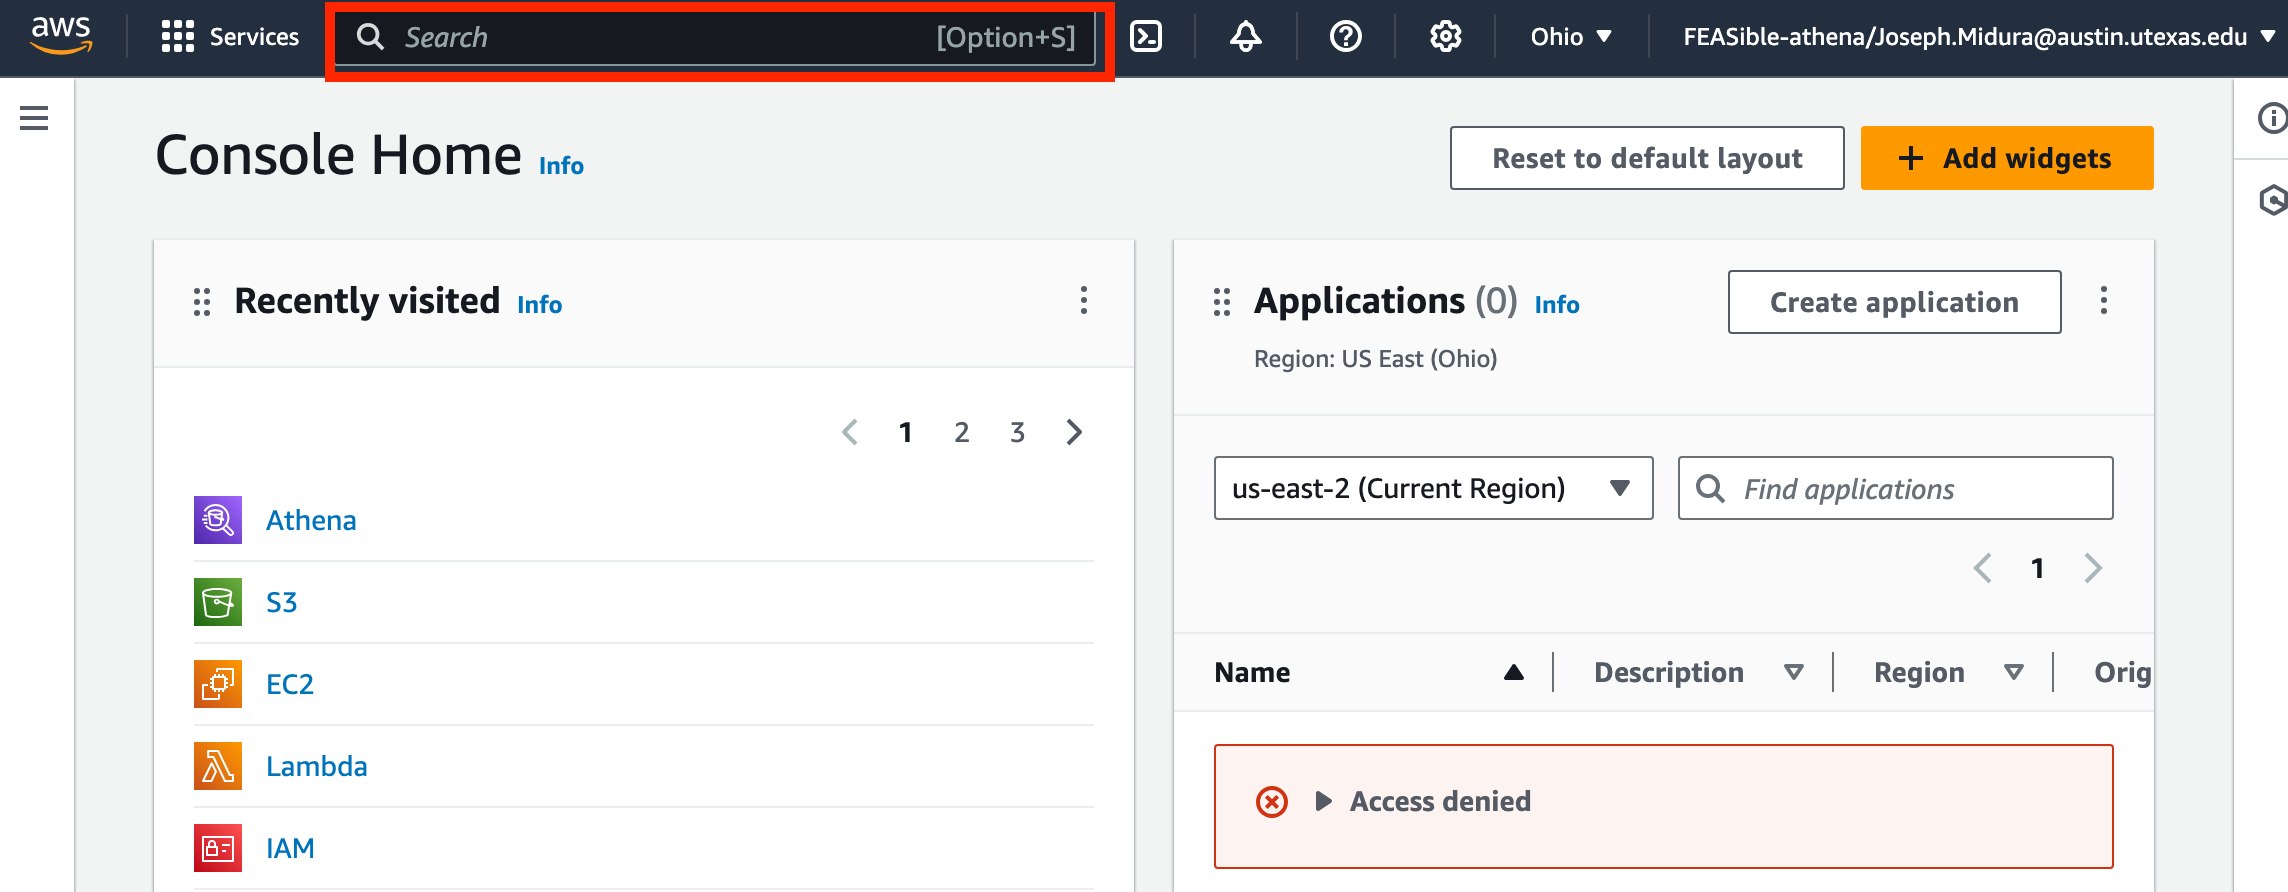 aws
Services
Search [Option+S]
Ohio
FEASible-athena/Joseph.Midura@austin.utexas.edu
Console Home Info
Reset to default layout
+ Add widgets
Recently visited Info
1 2 3
Athena
S3
EC2
Lambda
IAM
Applications (0) Info
Create application
Region: US East (Ohio)
us-east-2 (Current Region)
Find applications
1
Name Description Region Orig
Access denied